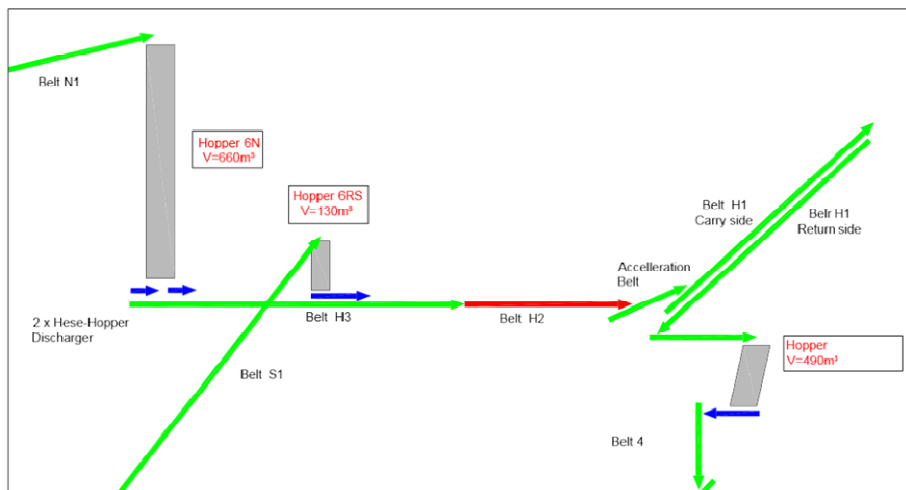 Belt N1
Hopper 6N
V=660m³
Hopper 6RS
V=130m³
Belt H1
Carry side
Belr H1
Return side
Accelleration
Belt
2 x Hese-Hopper
Discharger
Belt H3
Belt H2
Hopper
V=490m³
Belt S1
Belt 4